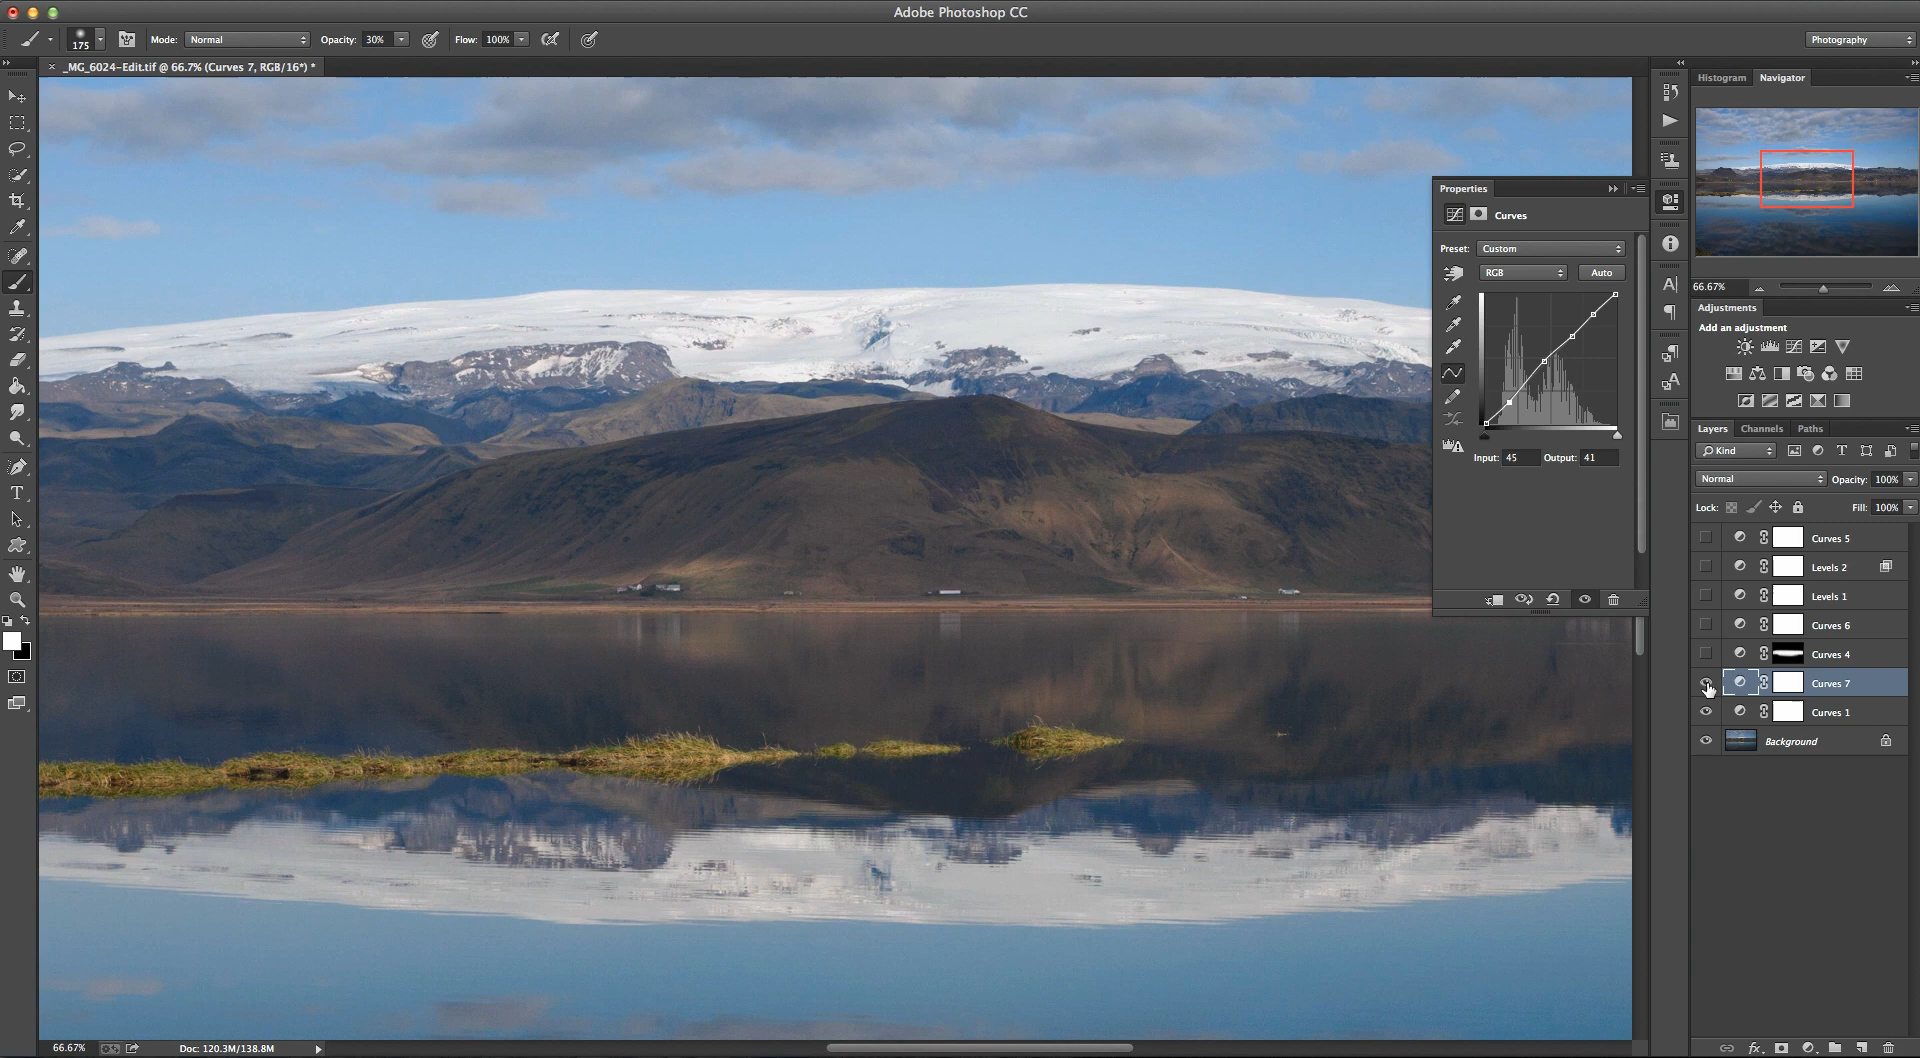 Adobe Photoshop CC
175
Mode: Normal Opacity: 30% Flow: 100% Photography
_MG_6024-Edit.tif @ 66.7% (Curves 7, RGB/16*) *
Histogram Navigator
66.67%
Properties
Curves
Preset: Custom
RGB Auto
Input: 45 Output: 41
Adjustments
Add an adjustment
Layers Channels Paths
Kind
Normal Opacity: 100%
Lock: Fill: 100%
Curves 5
Levels 2
Levels 1
Curves 6
Curves 4
Curves 7
Curves 1
Background
66.67% Doc: 120.3M/138.8M